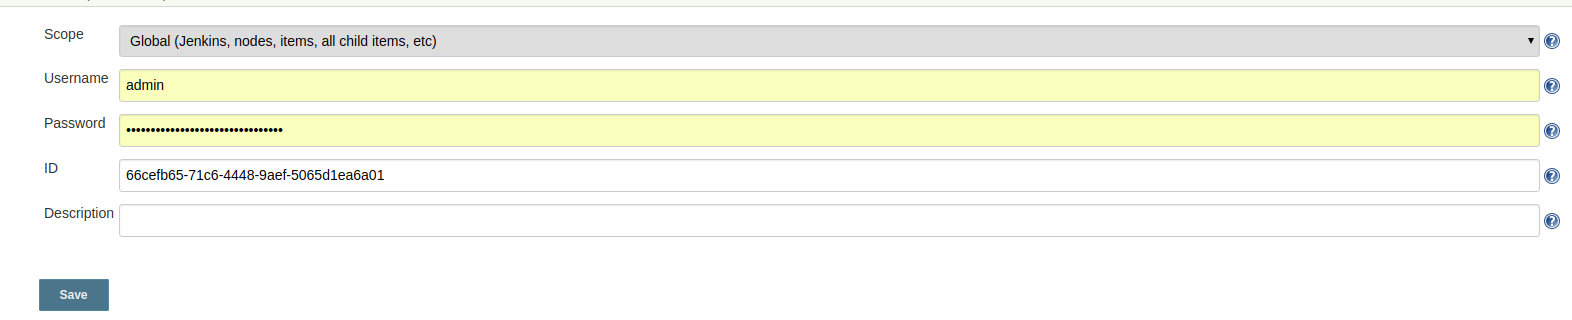 Scope
Global (Jenkins, nodes, items, all child items, etc)
Username
admin
Password
••••••••••••••••••••••••••••••••
ID
66cefb65-71c6-4448-9aef-5065d1ea6a01
Description
Save